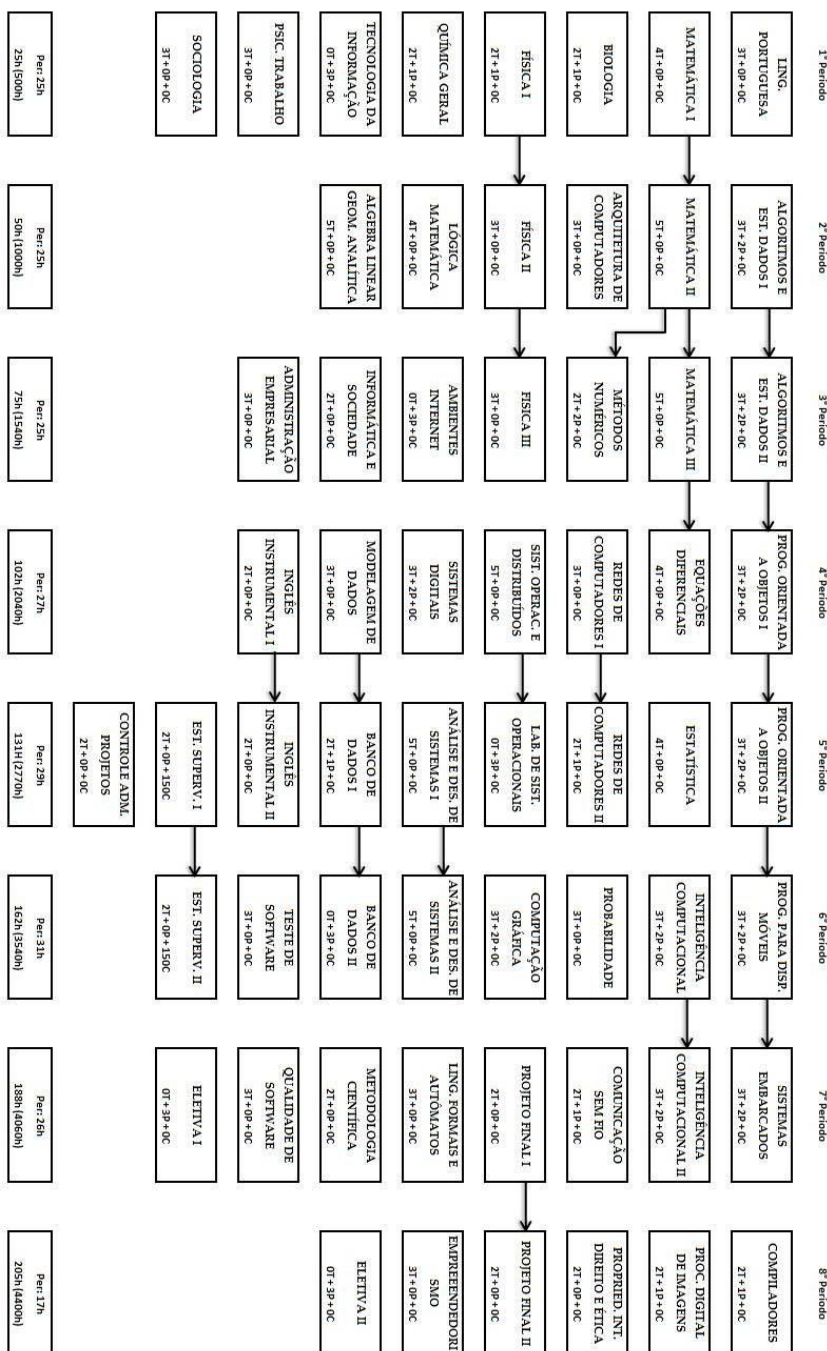 1º Período
LING.
PORTUGUESA
3T+0P+0C
MATEMÁTICA I
4T+0P+0C
BIOLOGIA
2T+1P+0C
FÍSICA I
2T+1P+0C
QUÍMICA GERAL
2T+1P+0C
TECNOLOGIA DA
INFORMAÇÃO
0T+3P+0C
PSIC. TRABALHO
3T+0P+0C
SOCIOLOGIA
3T+0P+0C
Per: 25h
25h (500h)
2º Período
ALGORITMOS E
EST. DADOS I
3T+2P+0C
MATEMÁTICA II
5T+0P+0C
ARQUITETURA DE
COMPUTADORES
3T+0P+0C
FÍSICA II
3T+0P+0C
LÓGICA
MATEMÁTICA
4T+0P+0C
ALGEBRA LINEAR
GEOM. ANALÍTICA
5T+0P+0C
Per: 25h
50h (1000h)
3º Período
ALGORITMOS E
EST. DADOS II
3T+2P+0C
MATEMÁTICA III
5T+0P+0C
MÉTODOS
NUMÉRICOS
2T+2P+0C
FISICA III
3T+0P+0C
AMBIENTES
INTERNET
0T+3P+0C
INFORMÁTICA E
SOCIEDADE
2T+0P+0C
ADMINISTRAÇÃO
EMPRESARIAL
3T+0P+0C
Per: 25h
75h (1540h)
4º Período
PROG. ORIENTADA
A OBJETOS I
3T+2P+0C
EQUAÇÕES
DIFERENCIAIS
4T+0P+0C
REDES DE
COMPUTADORES I
3T+0P+0C
SIST. OPERAC. E
DISTRIBUÍDOS
5T+0P+0C
SISTEMAS
DIGITAIS
3T+2P+0C
MODELAGEM DE
DADOS
3T+0P+0C
INGLÊS
INSTRUMENTAL I
2T+0P+0C
Per: 27h
102h (2040h)
5º Período
PROG. ORIENTADA
A OBJETOS II
3T+2P+0C
ESTATÍSTICA
4T+0P+0C
REDES DE
COMPUTADORES II
2T+1P+0C
LAB. DE SIST.
OPERACIONAIS
0T+3P+0C
ANÁLISE E DES. DE
SISTEMAS I
5T+0P+0C
BANCO DE
DADOS I
2T+1P+0C
INGLÊS
INSTRUMENTAL II
2T+0P+0C
EST. SUPERV. I
2T+0P+150C
CONTROLE ADM.
PROJETOS
2T+0P+0C
Per: 29h
131H (2770h)
6º Período
PROG. PARA DISP.
MÓVEIS
3T+2P+0C
INTELIGÊNCIA
COMPUTACIONAL
3T+2P+0C
PROBABILIDADE
3T+0P+0C
COMPUTAÇÃO
GRÁFICA
3T+2P+0C
ANÁLISE E DES. DE
SISTEMAS II
5T+0P+0C
BANCO DE
DADOS II
0T+3P+0C
TESTE DE
SOFTWARE
3T+0P+0C
EST. SUPERV. II
2T+0P+150C
Per: 31h
162h (3540h)
7º Período
SISTEMAS
EMBARCADOS
3T+2P+0C
INTELIGÊNCIA
COMPUTACIONAL II
3T+2P+0C
COMUNICAÇÃO
SEM FIO
2T+1P+0C
PROJETO FINAL I
2T+0P+0C
LING. FORMAIS E
AUTÔMATOS
3T+0P+0C
METODOLOGIA
CIENTÍFICA
2T+0P+0C
QUALIDADE DE
SOFTWARE
3T+0P+0C
ELETIVA I
0T+3P+0C
Per: 26h
188h (4060h)
8º Período
COMPILADORES
2T+1P+0C
PROC. DIGITAL
DE IMAGENS
2T+1P+0C
PROPRIED. INT.
DIREITO E ÉTICA
2T+0P+0C
PROJETO FINAL II
2T+0P+0C
EMPREENDEDORI
SMO
3T+0P+0C
ELETIVA II
0T+3P+0C
Per: 17h
205h (4400h)